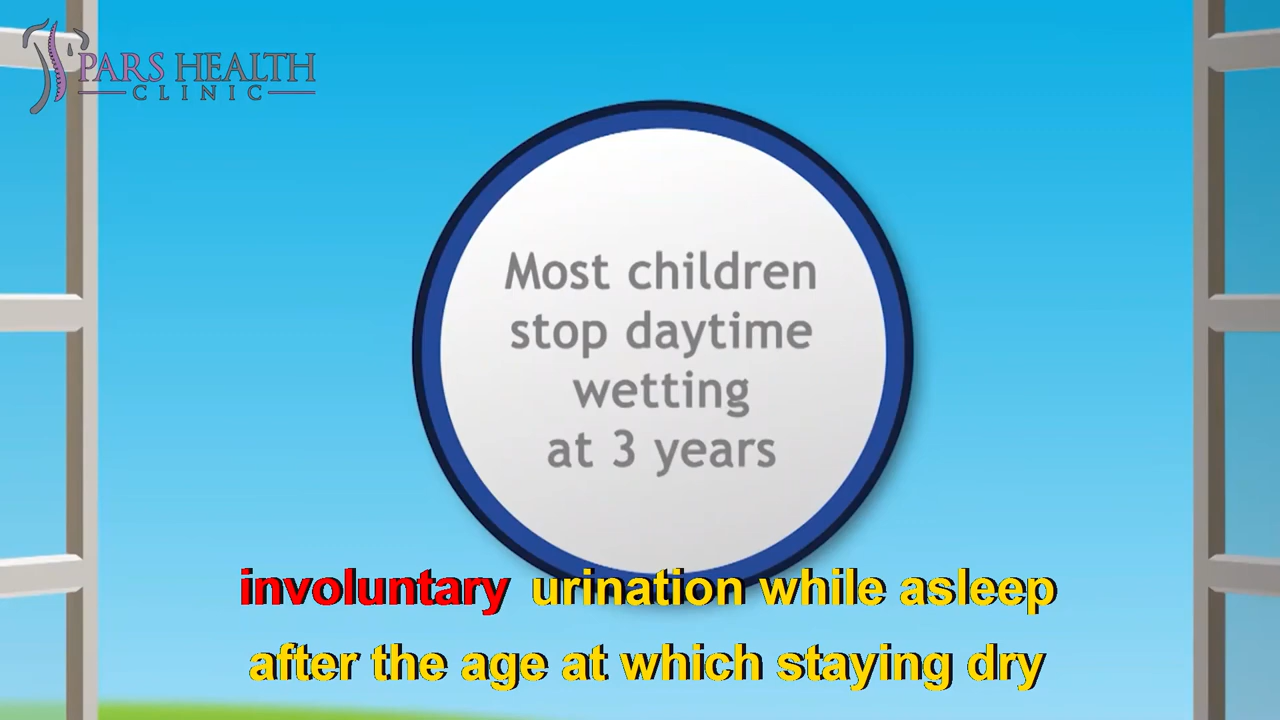 SPARS HEALTH
CLINIC
Most children
stop daytime
wetting
at 3 years
involuntary urination while asleep
after the age at which staying dry